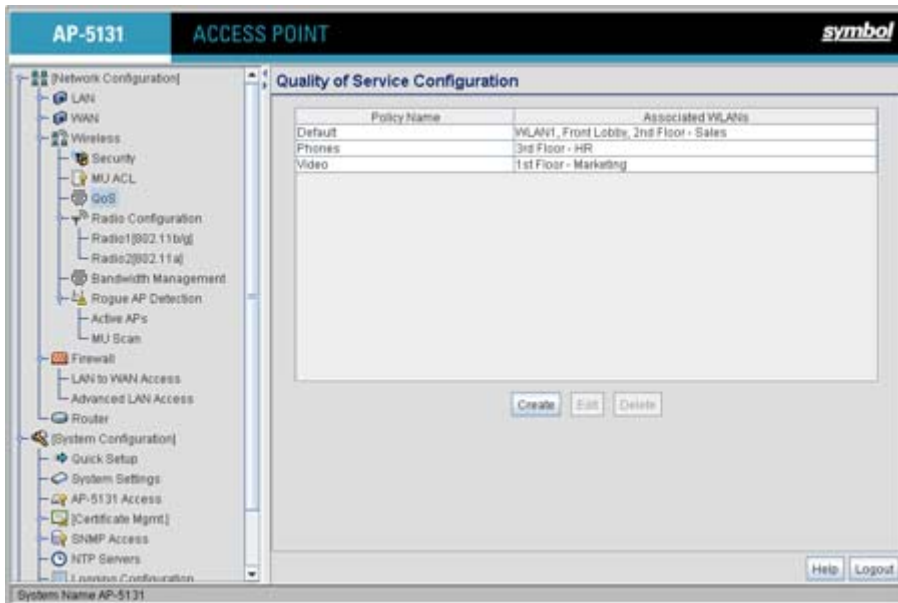 AP-5131 ACCESS POINT symbol
[Network Configuration]
LAN
WAN
Wireless
Security
MU ACL
QoS
Radio Configuration
Radio1[802.11b/g]
Radio2[802.11a]
Bandwidth Management
Rogue AP Detection
Active APs
MU Scan
Firewall
LAN to WAN Access
Advanced LAN Access
Router
[System Configuration]
Quick Setup
System Settings
AP-5131 Access
[Certificate Mgmt.]
SNMP Access
NTP Servers
Logging Configuration
Quality of Service Configuration
Policy Name Associated WLANs
Default WLAN1, Front Lobby, 2nd Floor - Sales
Phones 3rd Floor - HR
Video 1st Floor - Marketing
Create Edit Delete
Help Logout
System Name AP-5131